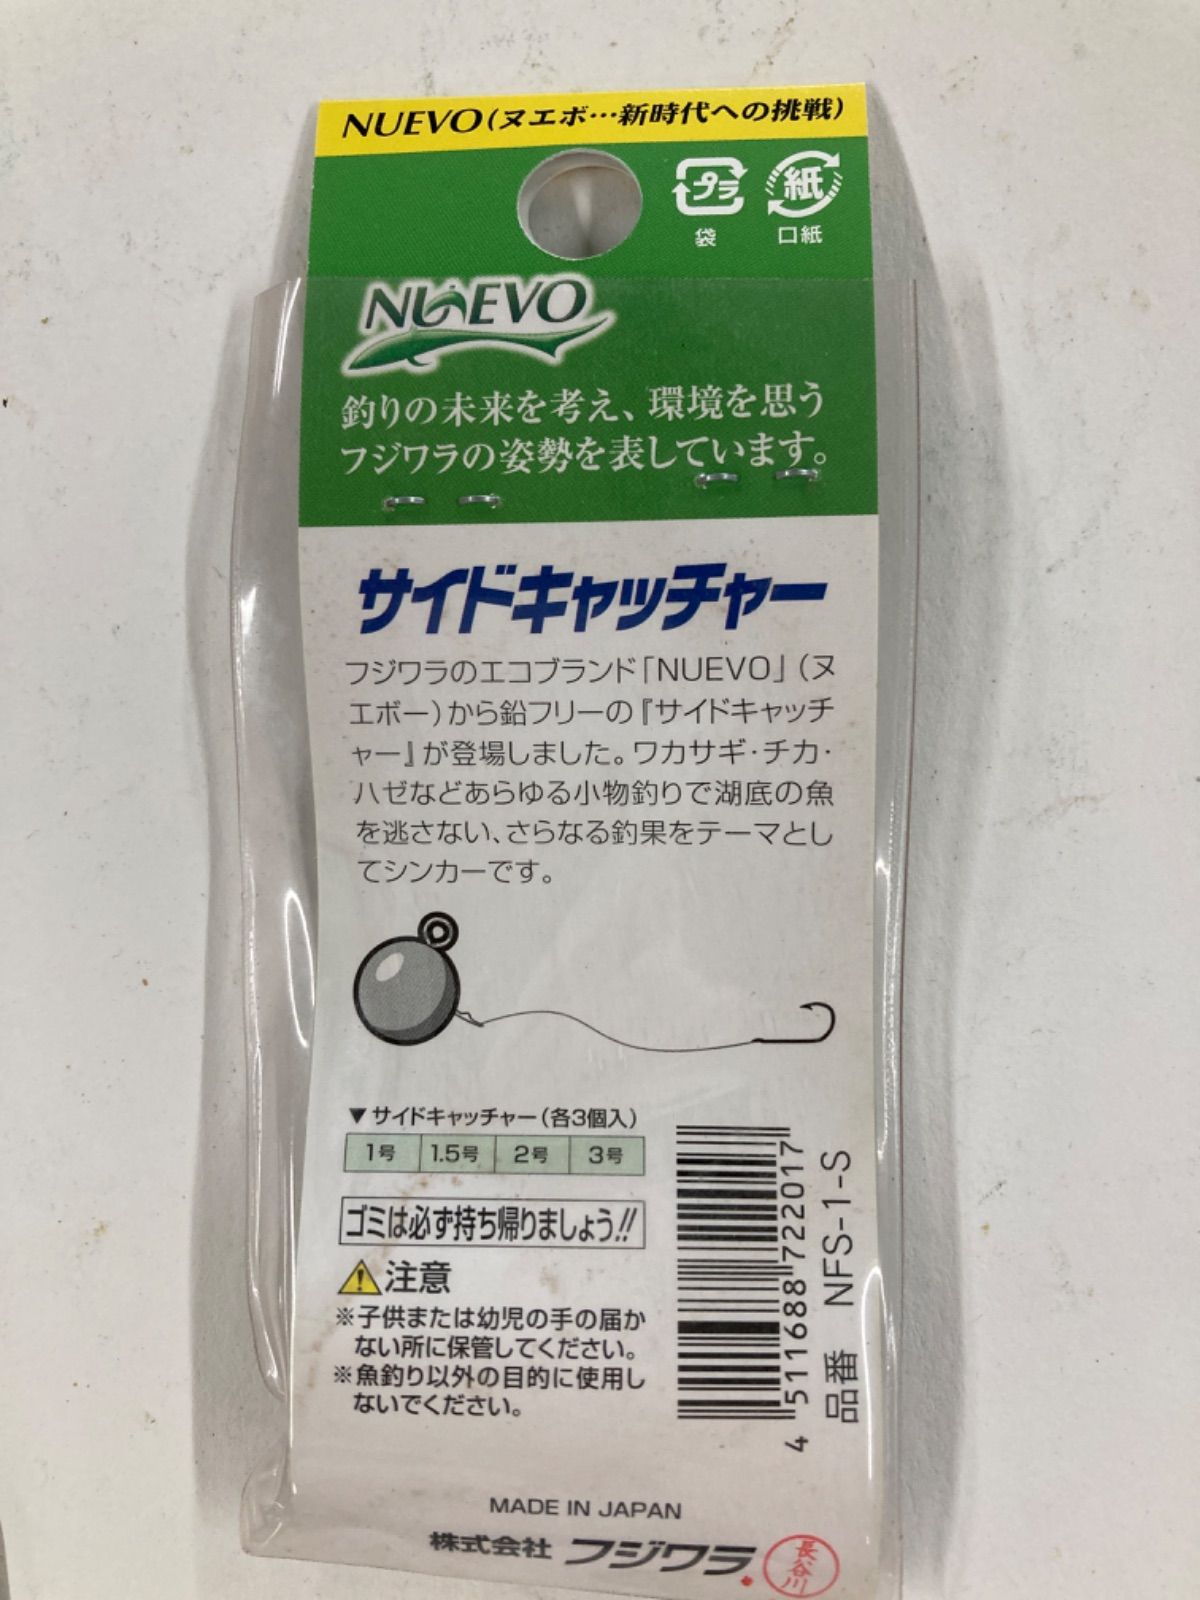 NUEVO(ヌエボ…新時代への挑戦)
プラ
紙
袋
口紙
NUEVO
釣りの未来を考え、環境を思う
フジワラの姿勢を表しています。
サイドキャッチャー
フジワラのエコブランド「NUEVO」(ヌ
エボー)から鉛フリーの『サイドキャッチ
ャー』が登場しました。ワカサギ・チカ・
ハゼなどあらゆる小物釣りで湖底の魚
を逃さない、さらなる釣果をテーマとし
てシンカーです。
▼サイドキャッチャー(各3個入)
1号 1.5号 2号 3号
ゴミは必ず持ち帰りましょう!!
注意
※子供または幼児の手の届か
ない所に保管してください。
※魚釣り以外の目的に使用し
ないでください。
4 511688 722017
品番 NFS-1-S
MADE IN JAPAN
株式会社 フジワラ
長谷川